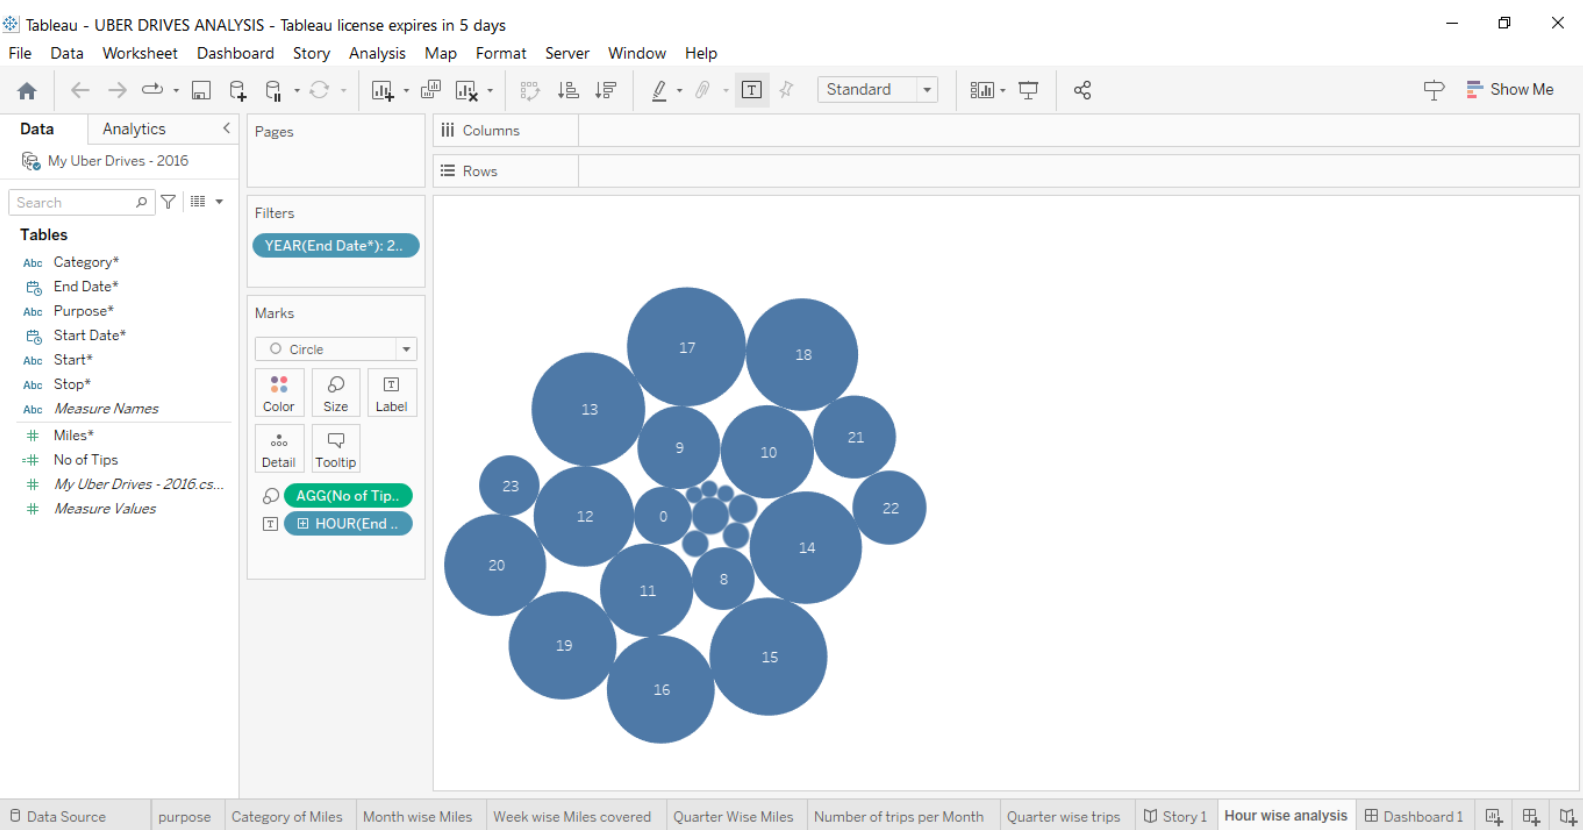 Tableau - UBER DRIVES ANALYSIS - Tableau license expires in 5 days
File Data Worksheet Dashboard Story Analysis Map Format Server Window Help
Standard
Show Me
Data Analytics
My Uber Drives - 2016
Search
Tables
Abc Category*
End Date*
Abc Purpose*
Start Date*
Abc Start*
Abc Stop*
Abc Measure Names
# Miles*
=# No of Tips
# My Uber Drives - 2016.cs...
# Measure Values
Pages
Filters
YEAR(End Date*): 2..
Marks
Circle
Color Size Label
Detail Tooltip
AGG(No of Tip..
HOUR(End ..
Columns
Rows
17
18
13
9
10
21
23
12
0
22
20
14
11
8
19
15
16
Data Source purpose Category of Miles Month wise Miles Week wise Miles covered Quarter Wise Miles Number of trips per Month Quarter wise trips Story 1 Hour wise analysis Dashboard 1